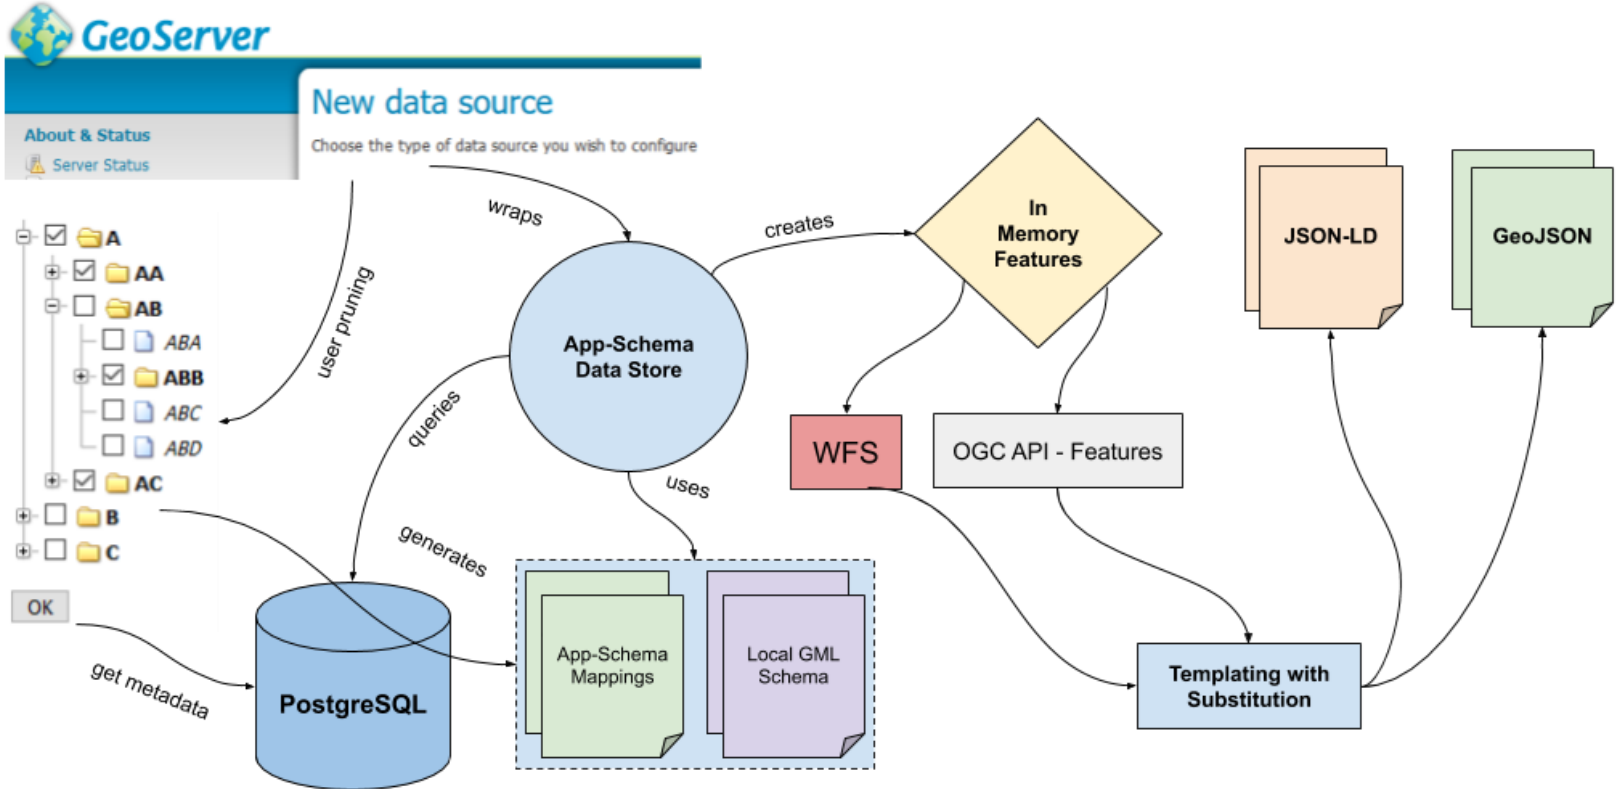 GeoServer
New data source
Choose the type of data source you wish to configure
About & Status
Server Status
wraps
user pruning
A
AA
AB
ABA
ABB
ABC
ABD
AC
B
C
OK
get metadata
queries
generates
PostgreSQL
App-Schema
Data Store
uses
App-Schema
Mappings
Local GML
Schema
creates
In
Memory
Features
WFS
OGC API - Features
Templating with
Substitution
JSON-LD
GeoJSON